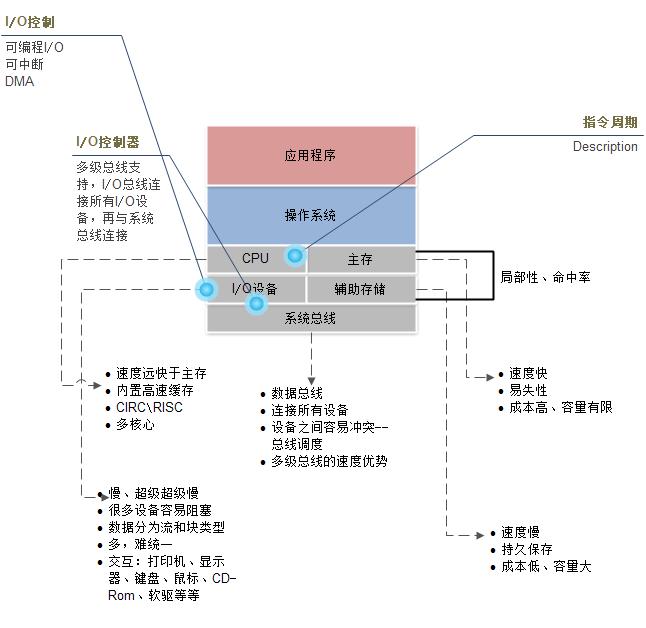 I/O控制
可编程I/O
可中断
DMA
I/O控制器
多级总线支
持，I/O总线连
接所有I/O设
备，再与系统
总线连接
指令周期
Description
应用程序
操作系统
CPU
主存
I/O设备
辅助存储
系统总线
局部性、命中率
速度远快于主存
内置高速缓存
CIRC\RISC
多核心
数据总线
连接所有设备
设备之间容易冲突--
总线调度
多级总线的速度优势
速度快
易失性
成本高、容量有限
慢、超级超级慢
很多设备容易阻塞
数据分为流和块类型
多，难统一
交互：打印机、显示
器、键盘、鼠标、CD-
Rom、软驱等等
速度慢
持久保存
成本低、容量大